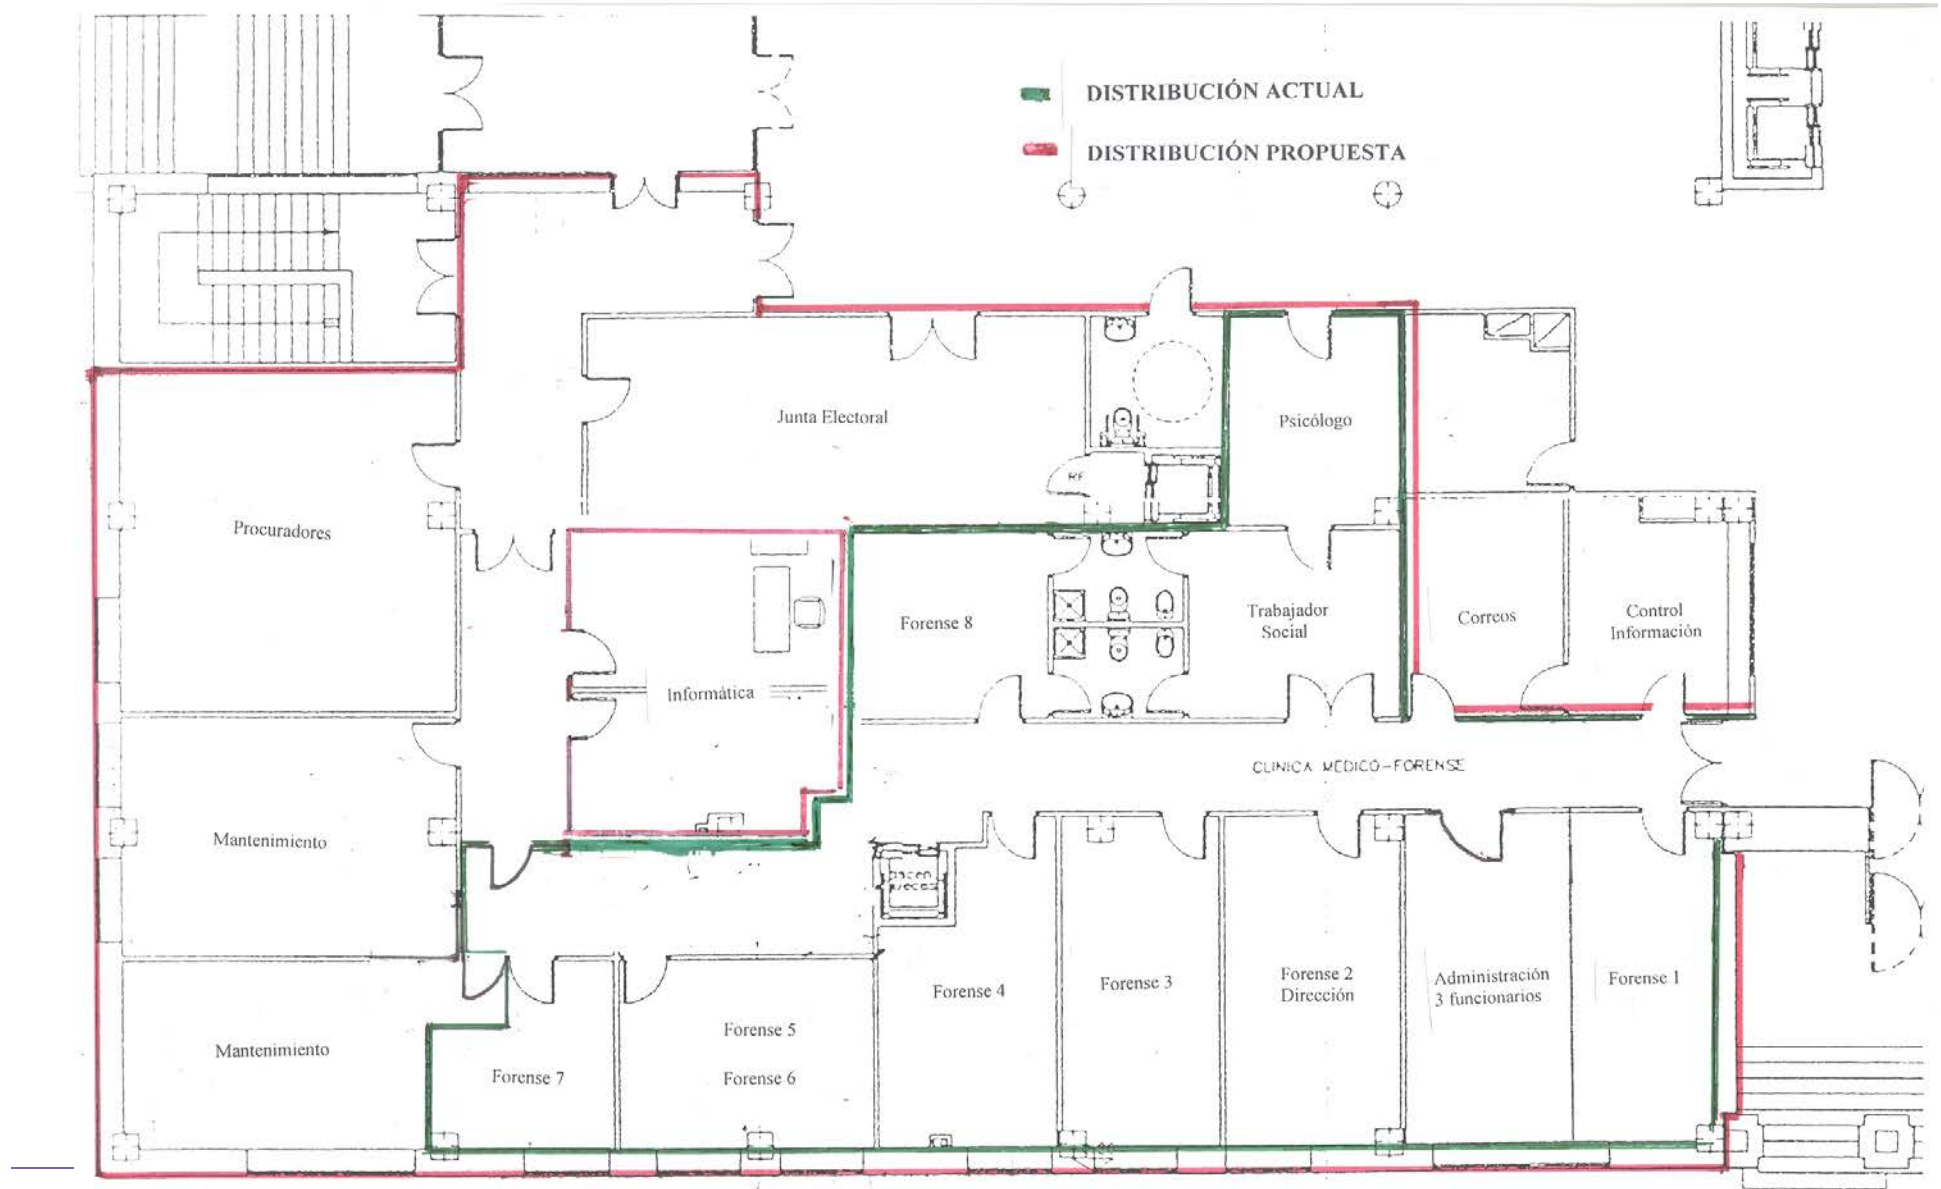 DISTRIBUCIÓN ACTUAL
DISTRIBUCIÓN PROPUESTA
Junta Electoral
Psicólogo
RF
Procuradores
Forense 8
Trabajador
Social
Correos
Control
Información
Informática
CLINICA MEDICO-FORENSE
Mantenimiento
Forense 4
Forense 3
Forense 2
Dirección
Administración
3 funcionarios
Forense 1
Mantenimiento
Forense 7
Forense 5
Forense 6